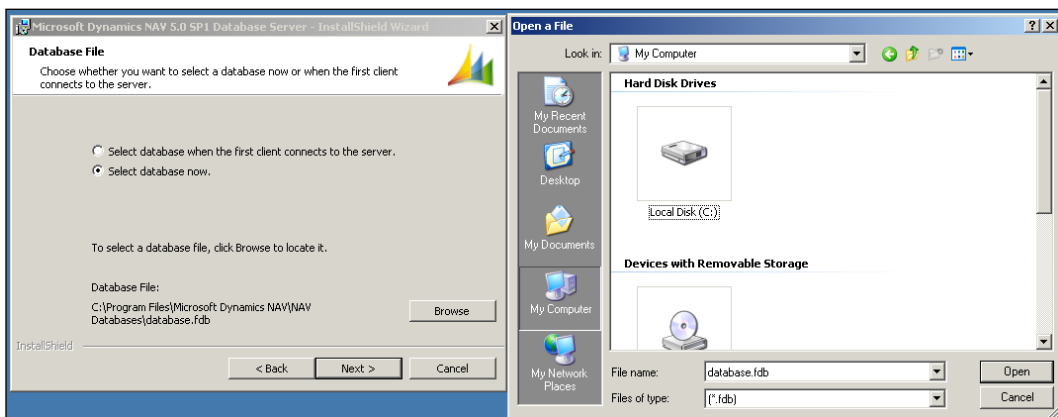 Microsoft Dynamics NAV 5.0 SP1 Database Server - InstallShield Wizard
Database File
Choose whether you want to select a database now or when the first client
connects to the server.
Select database when the first client connects to the server.
Select database now.
To select a database file, click Browse to locate it.
Database File:
C:\Program Files\Microsoft Dynamics NAV\NAV
Databases\database.fdb
Browse
InstallShield
< Back
Next >
Cancel
Open a File
Look in:
My Computer
My Recent
Documents
Desktop
My Documents
My Computer
My Network
Places
Hard Disk Drives
Local Disk (C:)
Devices with Removable Storage
File name:
database.fdb
Open
Files of type:
(*.fdb)
Cancel